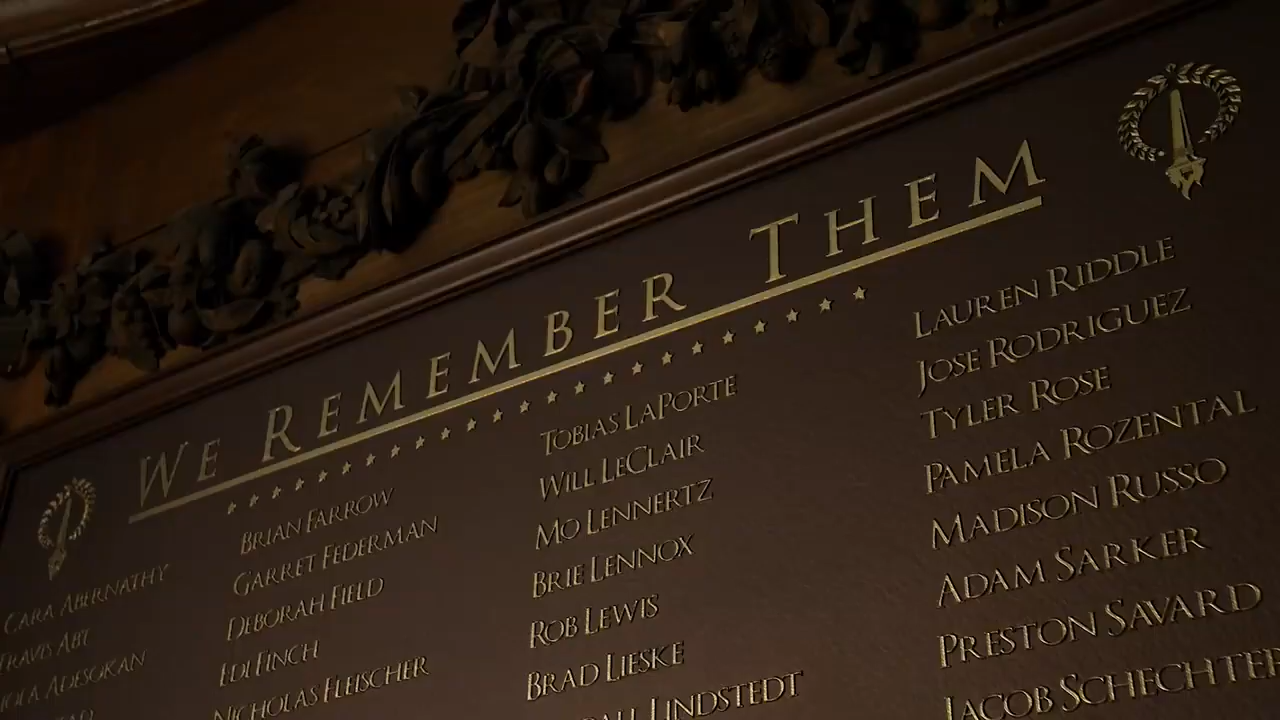 WE REMEMBER THEM
CARA ABERNATHY
TRAVIS ABT
ADESOKAN
BRIAN FARROW
GARRET FEDERMAN
DEBORAH FIELD
EDI FINCH
NICHOLAS FLEISCHER
TOBIAS LAPORTE
WILL LECLAIR
MO LENNERTZ
BRIE LENNOX
ROB LEWIS
BRAD LIESKE
LINDSTEDT
LAUREN RIDDLE
JOSE RODRIGUEZ
TYLER ROSE
PAMELA ROZENTAL
MADISON RUSSO
ADAM SARKER
PRESTON SAVARD
JACOB SCHECHTER